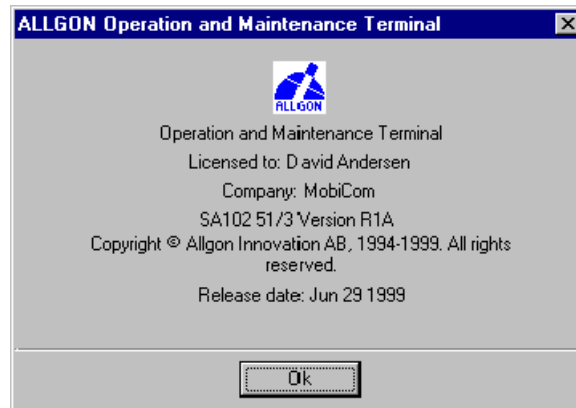 ALLGON Operation and Maintenance Terminal
ALLGON
Operation and Maintenance Terminal
Licensed to: David Andersen
Company: MobiCom
SA102 51/3 Version R1A
Copyright © Allgon Innovation AB, 1994-1999. All rights
reserved.
Release date: Jun 29 1999
Ok